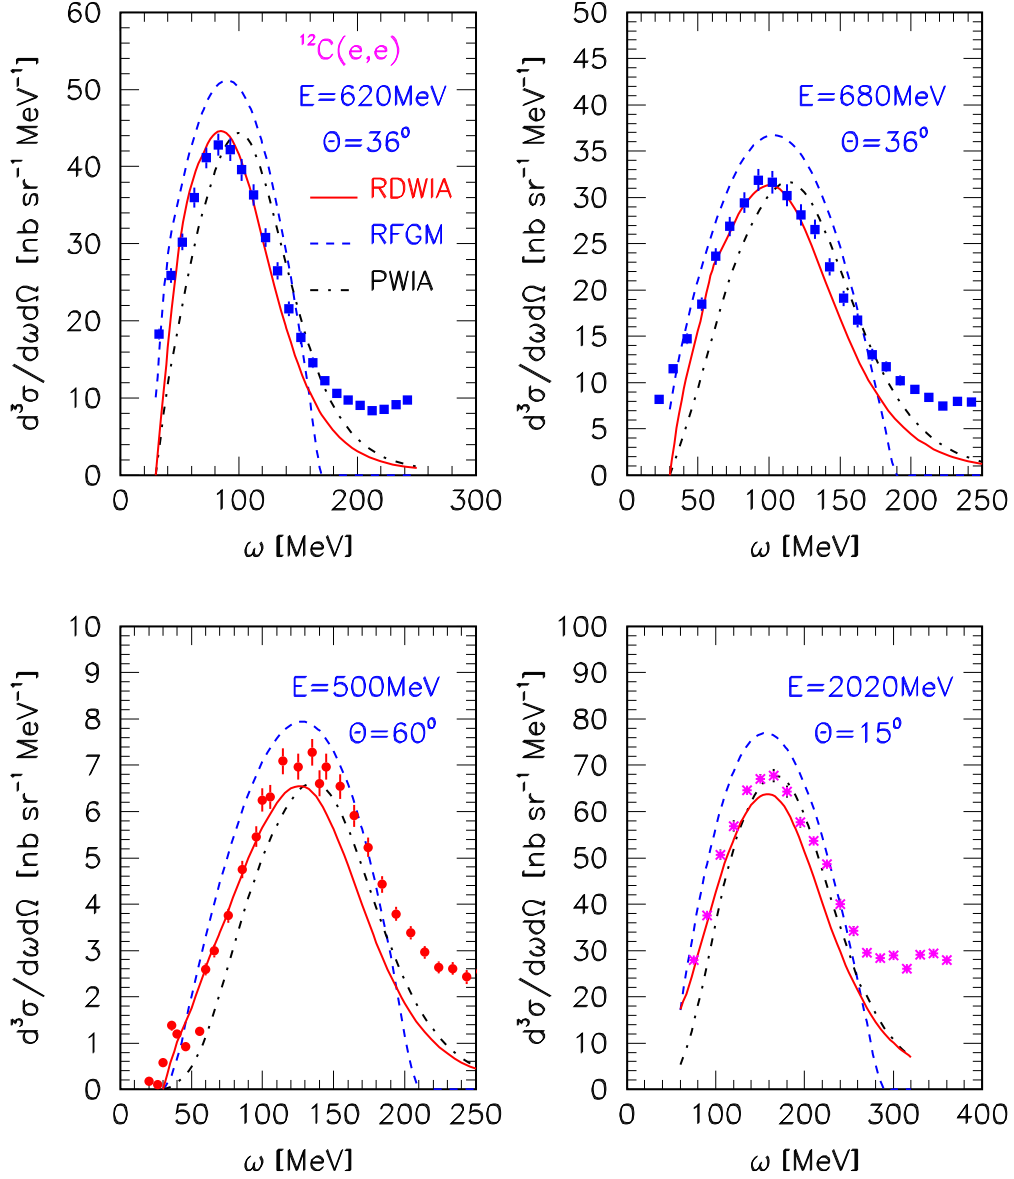 60
50
40
30
20
10
0
d³σ/dωdΩ [nb sr⁻¹ MeV⁻¹]
¹²C(e,e)
E=620MeV
Θ=36⁰
RDWIA
RFGM
PWIA
0 100 200 300
ω [MeV]
50
45
40
35
30
25
20
15
10
5
0
d³σ/dωdΩ [nb sr⁻¹ MeV⁻¹]
E=680MeV
Θ=36⁰
0 50 100 150 200 250
ω [MeV]
10
9
8
7
6
5
4
3
2
1
0
d³σ/dωdΩ [nb sr⁻¹ MeV⁻¹]
E=500MeV
Θ=60⁰
0 50 100 150 200 250
ω [MeV]
100
90
80
70
60
50
40
30
20
10
0
d³σ/dωdΩ [nb sr⁻¹ MeV⁻¹]
E=2020MeV
Θ=15⁰
0 100 200 300 400
ω [MeV]